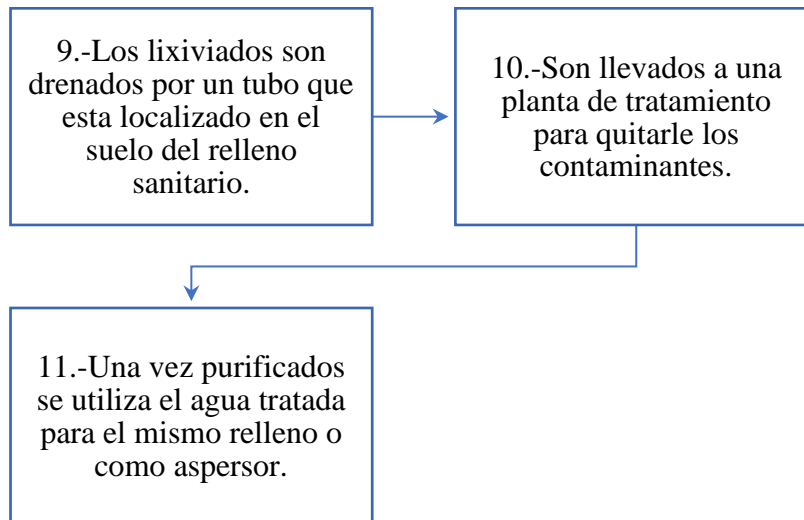 9.-Los lixiviados son
drenados por un tubo que
esta localizado en el
suelo del relleno
sanitario.
10.-Son llevados a una
planta de tratamiento
para quitarle los
contaminantes.
11.-Una vez purificados
se utiliza el agua tratada
para el mismo relleno o
como aspersor.